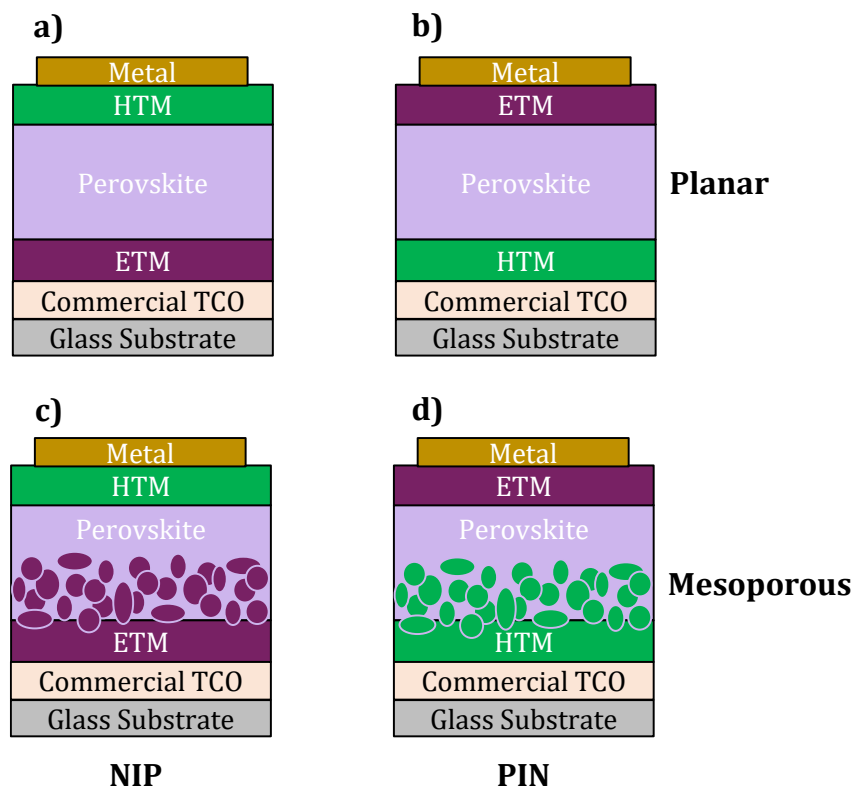 a)
Metal
HTM
Perovskite
ETM
Commercial TCO
Glass Substrate
b)
Metal
ETM
Perovskite
HTM
Commercial TCO
Glass Substrate
Planar
c)
Metal
HTM
Perovskite
ETM
Commercial TCO
Glass Substrate
d)
Metal
ETM
Perovskite
HTM
Commercial TCO
Glass Substrate
Mesoporous
NIP
PIN